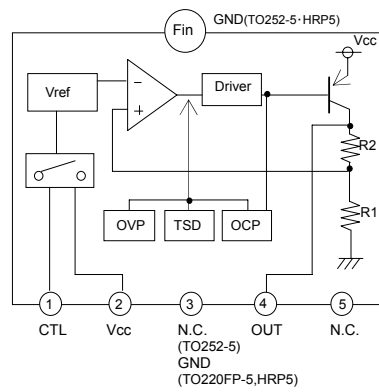 Fin
GND(TO252-5・HRP5)
Vcc
Vref
−
+
Driver
R2
R1
OVP
TSD
OCP
1
2
3
4
5
CTL
Vcc
N.C.
(TO252-5)
GND
(TO220FP-5,HRP5)
OUT
N.C.